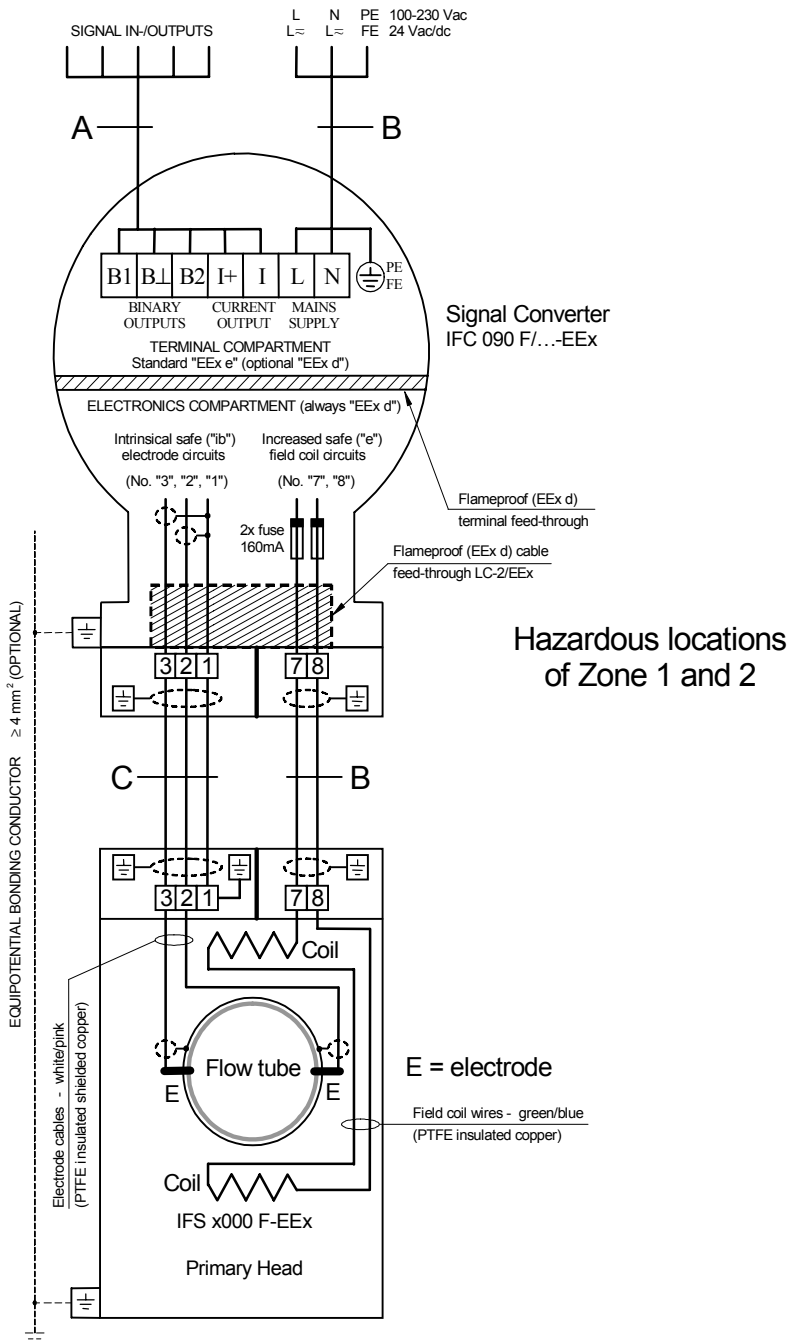 SIGNAL IN-/OUTPUTS
L N PE 100-230 Vac
L≂ L≂ FE 24 Vac/dc
A
B
B1 B⊥ B2 I+ I L N
PE
FE
BINARY OUTPUTS
CURRENT OUTPUT
MAINS SUPPLY
TERMINAL COMPARTMENT
Standard "EEx e" (optional "EEx d")
Signal Converter
IFC 090 F/...-EEx
ELECTRONICS COMPARTMENT (always "EEx d")
Intrinsical safe ("ib")
electrode circuits
(No. "3", "2", "1")
Increased safe ("e")
field coil circuits
(No. "7", "8")
2x fuse
160mA
Flameproof (EEx d)
terminal feed-through
Flameproof (EEx d) cable
feed-through LC-2/EEx
Hazardous locations
of Zone 1 and 2
EQUIPOTENTIAL BONDING CONDUCTOR ≥ 4 mm² (OPTIONAL)
3 2 1
7 8
C
B
3 2 1
7 8
Coil
Flow tube
E
E
E = electrode
Electrode cables - white/pink
(PTFE insulated shielded copper)
Field coil wires - green/blue
(PTFE insulated copper)
Coil
IFS x000 F-EEx
Primary Head